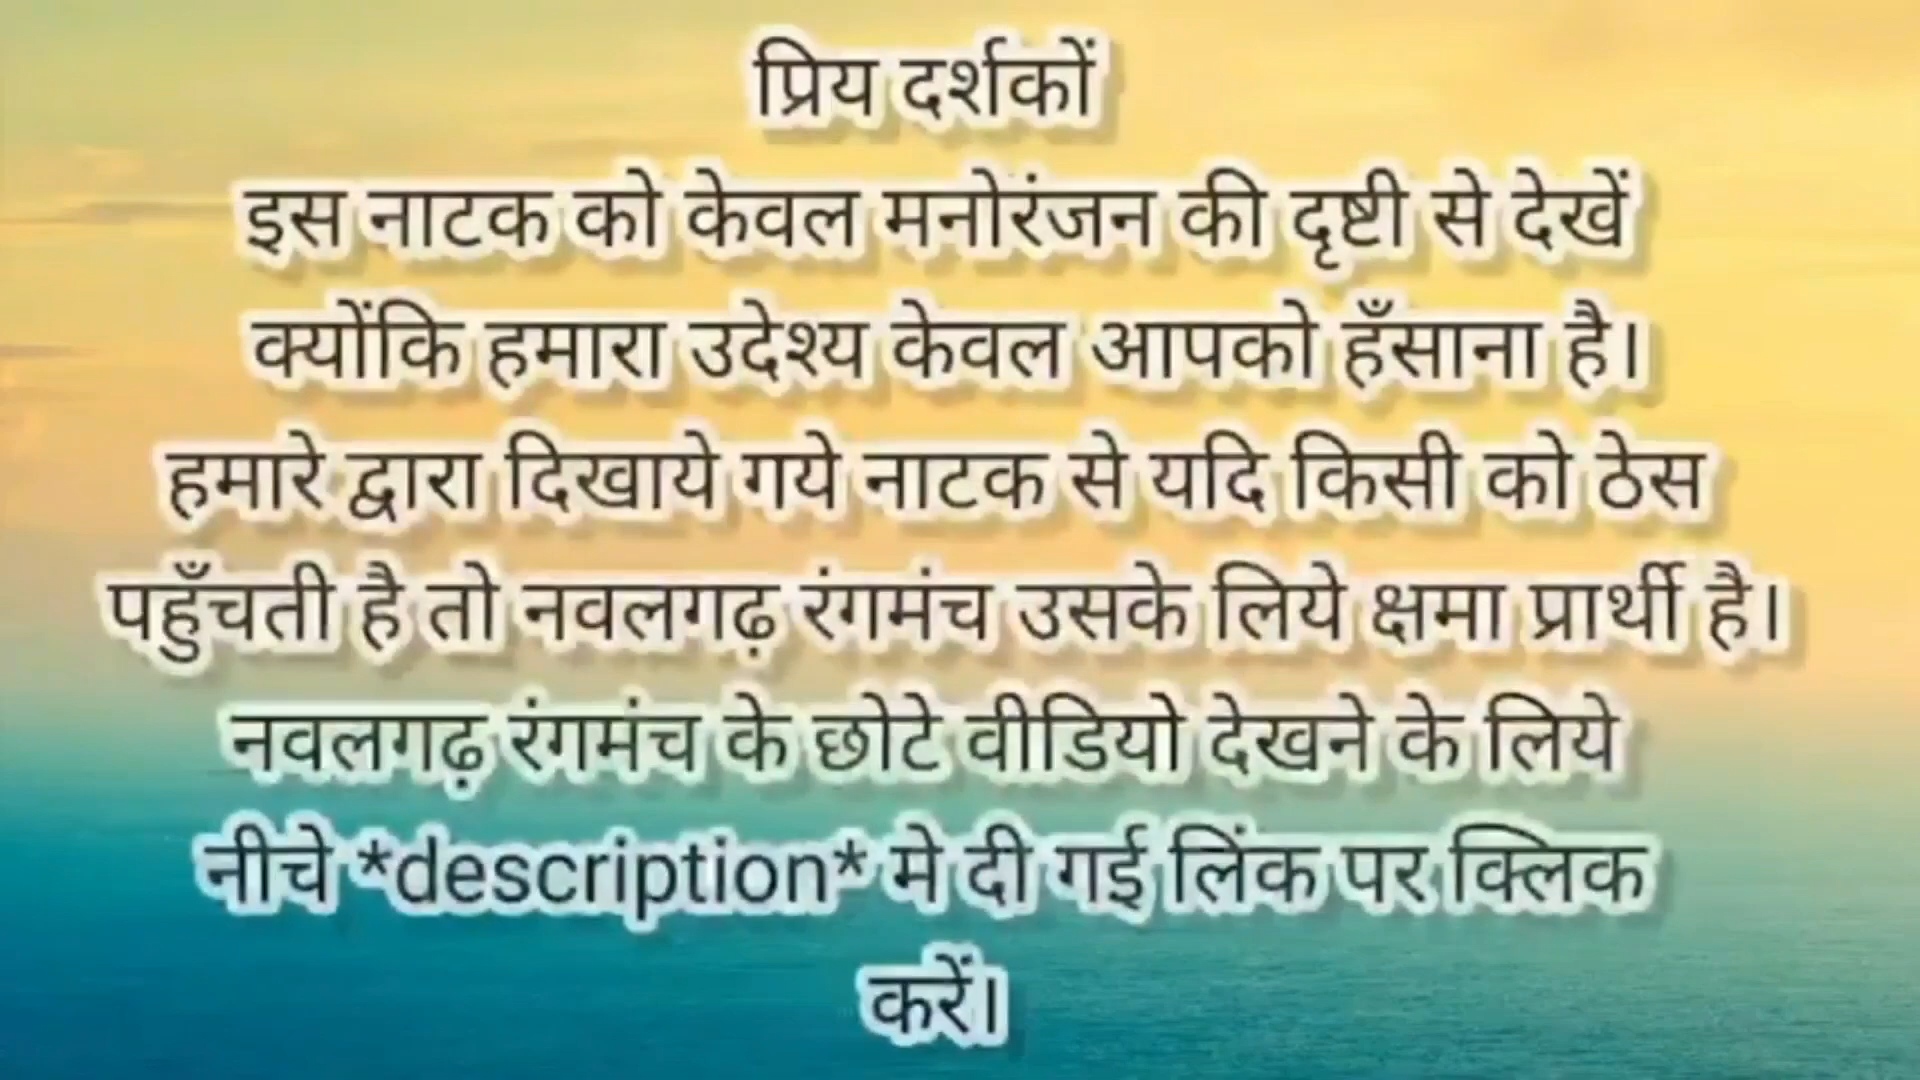 प्रिय दर्शकों
इस नाटक को केवल मनोरंजन की दृष्टी से देखें
क्योंकि हमारा उदेश्य केवल आपको हँसाना है।
हमारे द्वारा दिखाये गये नाटक से यदि किसी को ठेस
पहुँचती है तो नवलगढ़ रंगमंच उसके लिये क्षमा प्रार्थी है।
नवलगढ़ रंगमंच के छोटे वीडियो देखने के लिये
नीचे *description* मे दी गई लिंक पर क्लिक
करें।